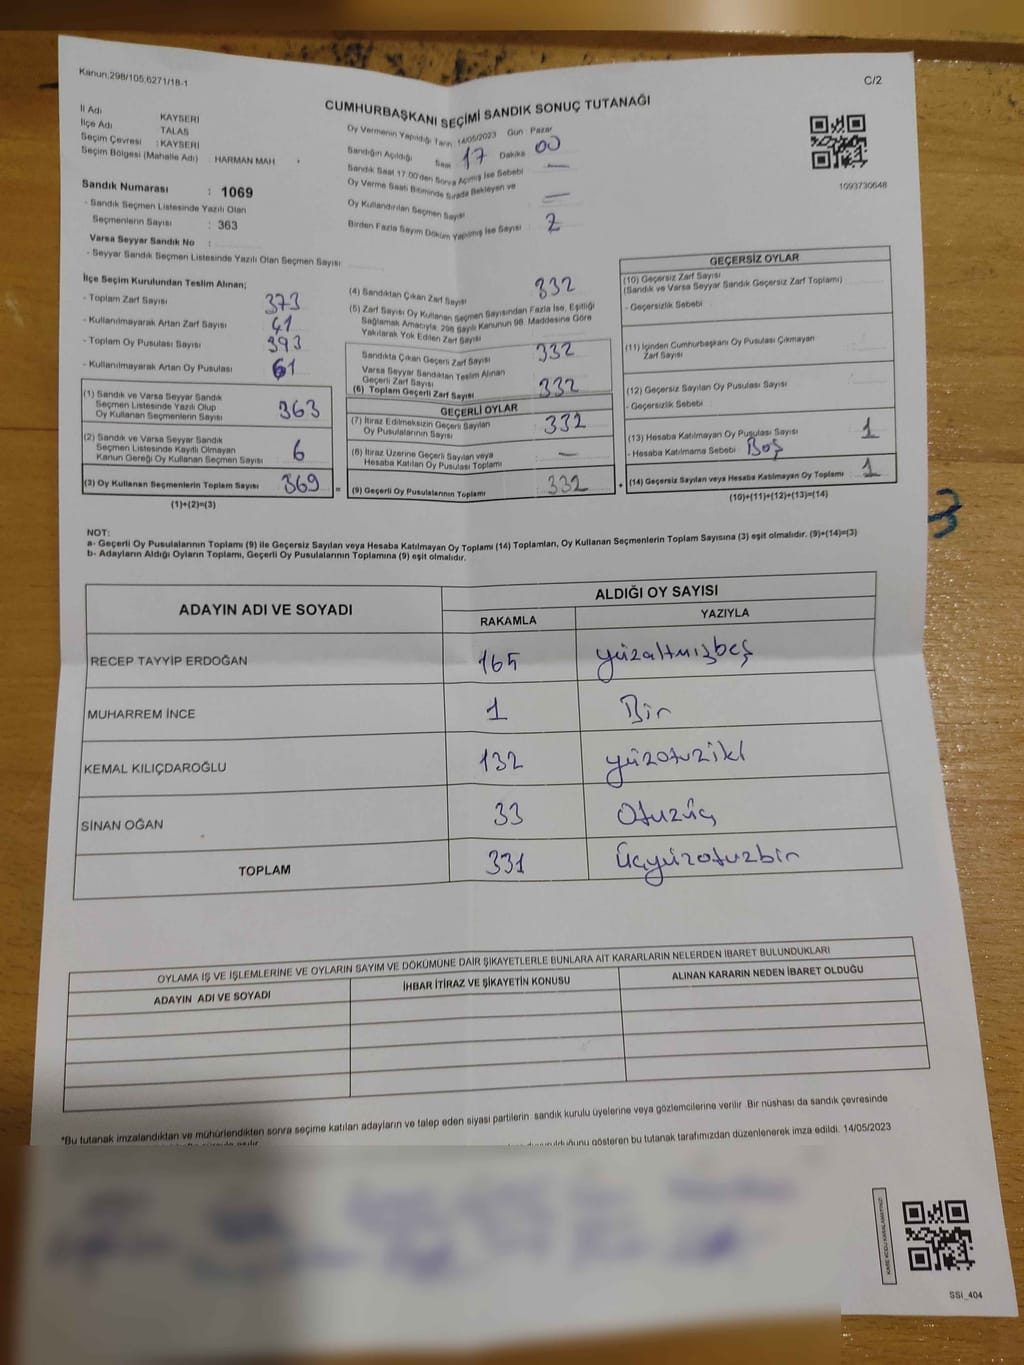 Kanun.298/105,6271/18-1
C/2
CUMHURBAŞKANI SEÇİMİ SANDIK SONUÇ TUTANAĞI
İl Adı KAYSERİ
İlçe Adı TALAS
Seçim Çevresi : KAYSERİ
Seçim Bölgesi (Mahalle Adı) : HARMAN MAH
Sandık Numarası : 1069
- Sandık Seçmen Listesinde Yazılı Olan
Seçmenlerin Sayısı : 363
Varsa Seyyar Sandık No :
- Seyyar Sandık Seçmen Listesinde Yazılı Olan Seçmen Sayısı
Oy Vermenin Yapıldığı Tarih 14/05/2023 Gün Pazar
Sandığın Açıldığı Saat 17 Dakika 00
Sandık Saat 17.00'den Sonra Açılmış İse Sebebi —
Oy Verme Saati Bitiminde Sırada Bekleyen ve
Oy Kullandırılan Seçmen Sayısı —
Birden Fazla Sayım Döküm Yapılmış İse Sayısı 2
1093730648
İlçe Seçim Kurulundan Teslim Alınan;
- Toplam Zarf Sayısı 373
- Kullanılmayarak Artan Zarf Sayısı 41
- Toplam Oy Pusulası Sayısı 393
- Kullanılmayarak Artan Oy Pusulası 61
(1) Sandık ve Varsa Seyyar Sandık
Seçmen Listesinde Yazılı Olup
Oy Kullanan Seçmenlerin Sayısı 363
(2) Sandık ve Varsa Seyyar Sandık
Seçmen Listesinde Kayıtlı Olmayan
Kanun Gereği Oy Kullanan Seçmen Sayısı 6
(3) Oy Kullanan Seçmenlerin Toplam Sayısı 369 =
(1)+(2)=(3)
(4) Sandıktan Çıkan Zarf Sayısı 332
(5) Zarf Sayısı Oy Kullanan Seçmen Sayısından Fazla İse, Eşitliği
Sağlamak Amacıyla, 298 Sayılı Kanunun 98. Maddesine Göre
Yakılarak Yok Edilen Zarf Sayısı
Sandıkta Çıkan Geçerli Zarf Sayısı 332
Varsa Seyyar Sandıktan Teslim Alınan
Geçerli Zarf Sayısı
(6) Toplam Geçerli Zarf Sayısı 332
GEÇERLİ OYLAR
(7) İtiraz Edilmeksizin Geçerli Sayılan
Oy Pusulalarının Sayısı 332
(8) İtiraz Üzerine Geçerli Sayılan veya
Hesaba Katılan Oy Pusulası Toplamı —
(9) Geçerli Oy Pusulalarının Toplamı 332 +
GEÇERSİZ OYLAR
(10) Geçersiz Zarf Sayısı
(Sandık ve Varsa Seyyar Sandık Geçersiz Zarf Toplamı)
- Geçersizlik Sebebi
(11) İçinden Cumhurbaşkanı Oy Pusulası Çıkmayan
Zarf Sayısı
(12) Geçersiz Sayılan Oy Pusulası Sayısı
- Geçersizlik Sebebi
(13) Hesaba Katılmayan Oy Pusulası Sayısı 1
- Hesaba Katılmama Sebebi Boş
(14) Geçersiz Sayılan veya Hesaba Katılmayan Oy Toplamı 1
(10)+(11)+(12)+(13)=(14)
3
NOT:
a- Geçerli Oy Pusulalarının Toplamı (9) ile Geçersiz Sayılan veya Hesaba Katılmayan Oy Toplamı (14) Toplamları, Oy Kullanan Seçmenlerin Toplam Sayısına (3) eşit olmalıdır. (9)+(14)=(3)
b- Adayların Aldığı Oyların Toplamı, Geçerli Oy Pusulalarının Toplamına (9) eşit olmalıdır.
ADAYIN ADI VE SOYADI ALDIĞI OY SAYISI
RAKAMLA YAZIYLA
RECEP TAYYİP ERDOĞAN 165 yüzaltmışbeş
MUHARREM İNCE 1 Bir
KEMAL KILIÇDAROĞLU 132 yüzotuziki
SİNAN OĞAN 33 Otuzüç
TOPLAM 331 Üçyüzotuzbir
OYLAMA İŞ VE İŞLEMLERİNE VE OYLARIN SAYIM VE DÖKÜMÜNE DAİR ŞİKAYETLERLE BUNLARA AİT KARARLARIN NELERDEN İBARET BULUNDUKLARI
ADAYIN ADI VE SOYADI İHBAR İTİRAZ VE ŞİKAYETİN KONUSU ALINAN KARARIN NEDEN İBARET OLDUĞU
*Bu tutanak imzalandıktan ve mühürlendikten sonra seçime katılan adayların ve talep eden siyasi partilerin sandık kurulu üyelerine veya gözlemcilerine verilir .Bir nüshası da sandık çevresinde
duyurulduğunu gösteren bu tutanak tarafımızdan düzenlenerek imza edildi. 14/05/2023
KARE KODU KARALAMAYINIZ!
SSİ_404